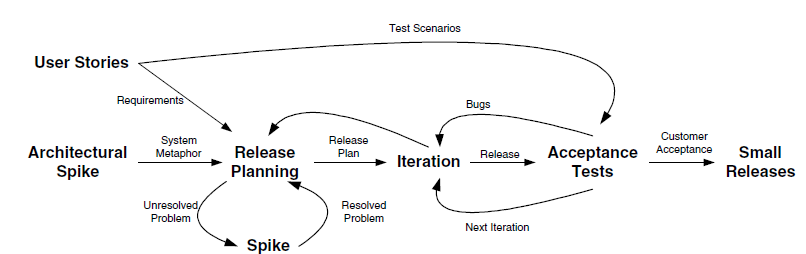 Test Scenarios
User Stories
Requirements
Bugs
Architectural
Spike
System
Metaphor
Release
Planning
Release
Plan
Iteration
Release
Acceptance
Tests
Customer
Acceptance
Small
Releases
Unresolved
Problem
Resolved
Problem
Next Iteration
Spike